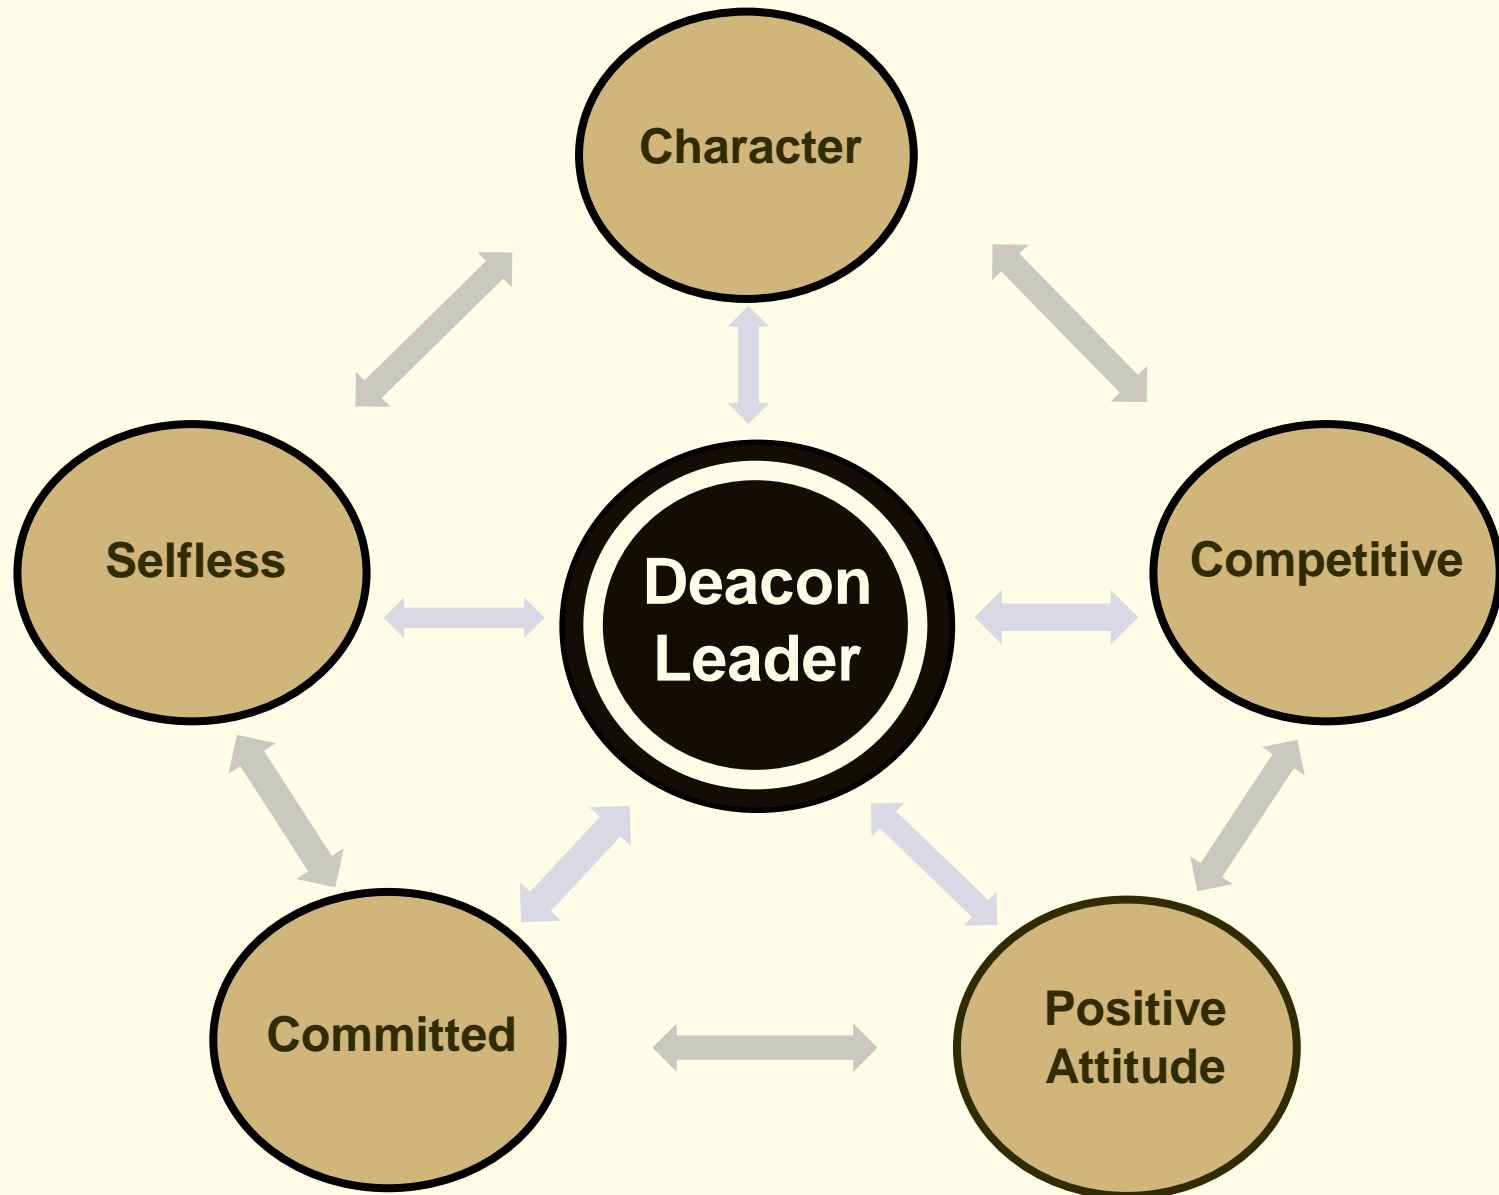 Character
Selfless
Competitive
Deacon
Leader
Committed
Positive
Attitude